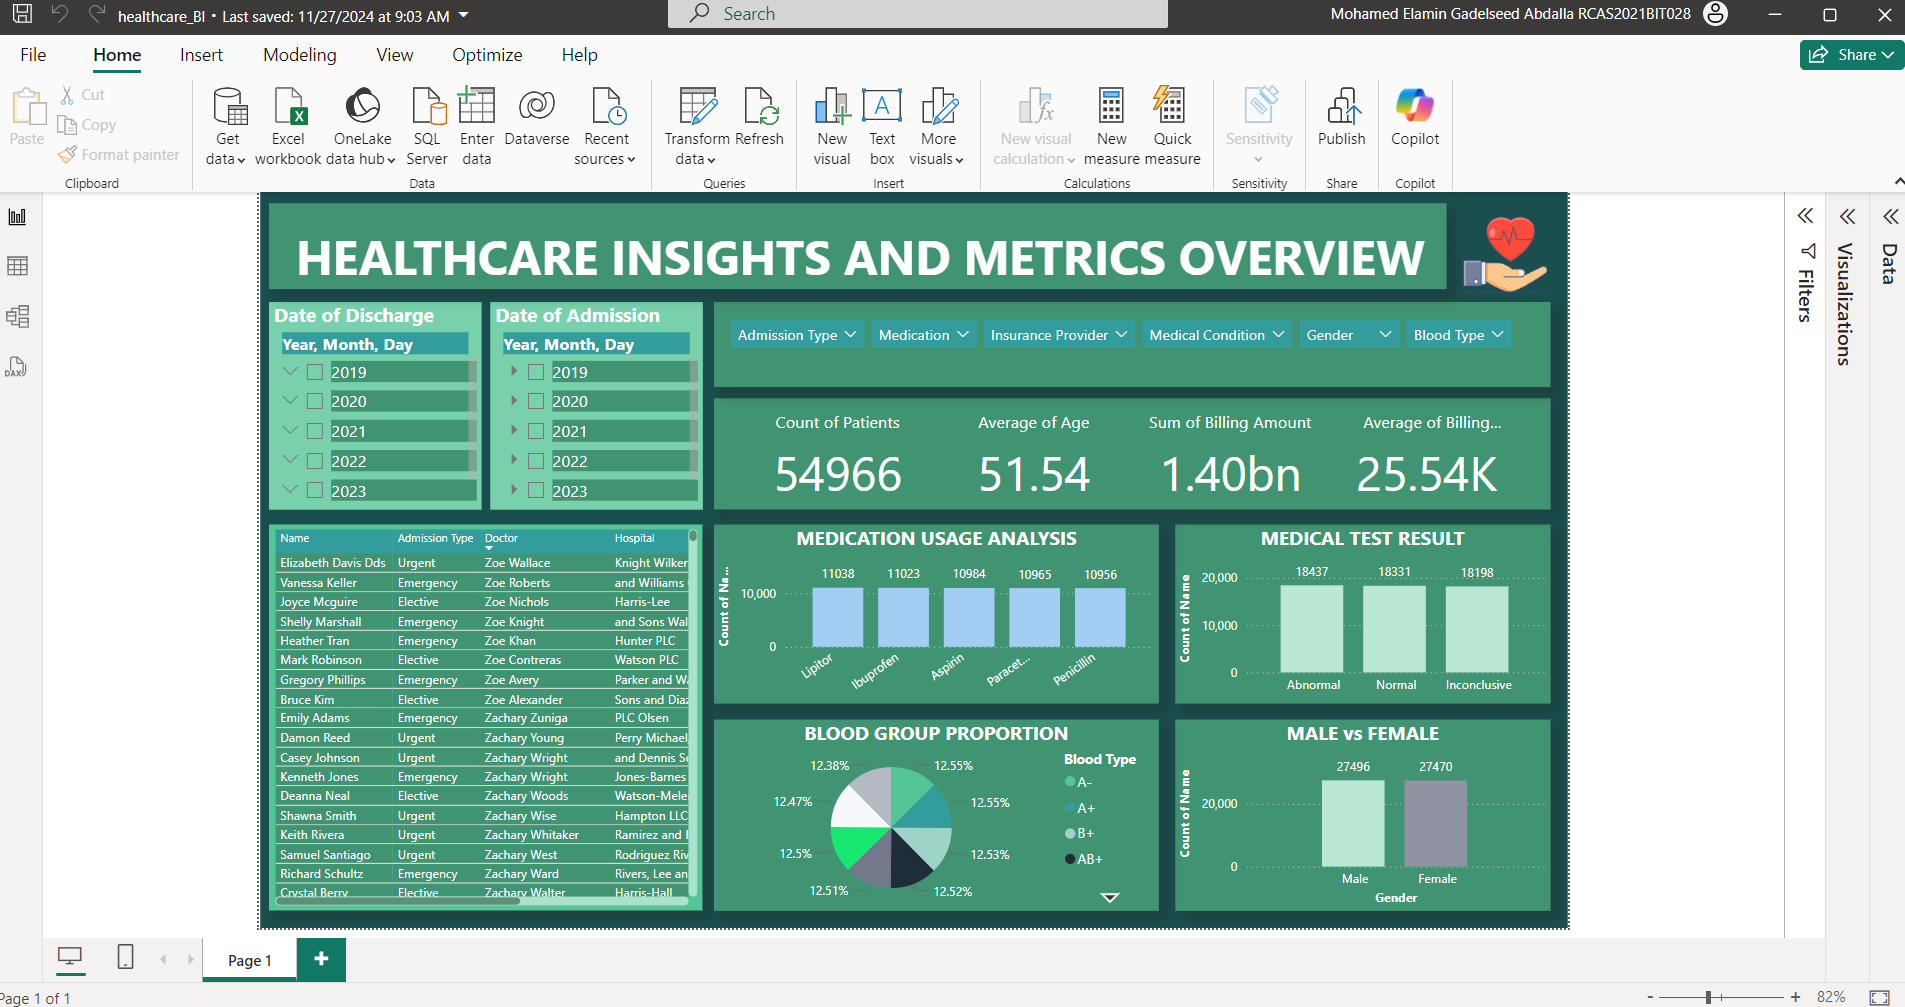 healthcare_BI • Last saved: 11/27/2024 at 9:03 AM
Search
Mohamed Elamin Gadelseed Abdalla RCAS2021BIT028
File Home Insert Modeling View Optimize Help
Share
Paste
Cut
Copy
Format painter
Clipboard
Get data
Excel workbook
OneLake data hub
SQL Server
Enter data
Dataverse
Recent sources
Data
Transform data
Refresh
Queries
New visual
Text box
More visuals
Insert
New visual calculation
New measure
Quick measure
Calculations
Sensitivity
Sensitivity
Publish
Share
Copilot
Copilot
DAX
HEALTHCARE INSIGHTS AND METRICS OVERVIEW
Filters
Visualizations
Data
Date of Discharge
Year, Month, Day
2019
2020
2021
2022
2023
Date of Admission
Year, Month, Day
2019
2020
2021
2022
2023
Admission Type Medication Insurance Provider Medical Condition Gender Blood Type
Count of Patients
54966
Average of Age
51.54
Sum of Billing Amount
1.40bn
Average of Billing...
25.54K
Name Admission Type Doctor Hospital
Elizabeth Davis Dds Urgent Zoe Wallace Knight Wilker
Vanessa Keller Emergency Zoe Roberts and Williams
Joyce Mcguire Elective Zoe Nichols Harris-Lee
Shelly Marshall Emergency Zoe Knight and Sons Wal
Heather Tran Emergency Zoe Khan Hunter PLC
Mark Robinson Elective Zoe Contreras Watson PLC
Gregory Phillips Emergency Zoe Avery Parker and Wa
Bruce Kim Elective Zoe Alexander Sons and Diaz
Emily Adams Emergency Zachary Zuniga PLC Olsen
Damon Reed Urgent Zachary Young Perry Michael,
Casey Johnson Urgent Zachary Wright and Dennis Se
Kenneth Jones Emergency Zachary Wright Jones-Barnes
Deanna Neal Elective Zachary Woods Watson-Mele
Shawna Smith Urgent Zachary Wise Hampton LLC
Keith Rivera Urgent Zachary Whitaker Ramirez and
Samuel Santiago Urgent Zachary West Rodriguez Riv
Richard Schultz Emergency Zachary Ward Rivers, Lee an
Crystal Berry Elective Zachary Walter Harris-Hall
MEDICATION USAGE ANALYSIS
Count of Na...
10,000
0
11038 11023 10984 10965 10956
Lipitor Ibuprofen Aspirin Paracet... Penicillin
MEDICAL TEST RESULT
Count of Name
20,000
10,000
0
18437 18331 18198
Abnormal Normal Inconclusive
BLOOD GROUP PROPORTION
12.38% 12.55%
12.47% 12.55%
12.5% 12.53%
12.51% 12.52%
Blood Type
A-
A+
B+
AB+
MALE vs FEMALE
Count of Name
20,000
0
27496 27470
Male Female
Gender
Page 1
+
Page 1 of 1
- + 82%